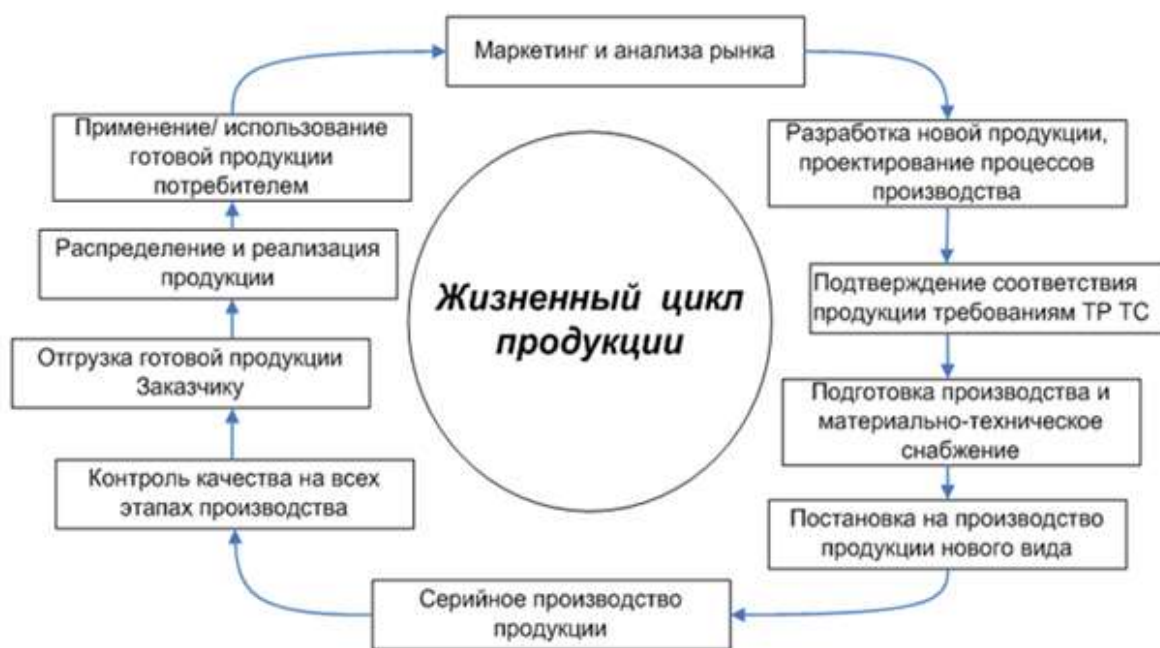 Маркетинг и анализа рынка
Разработка новой продукции,
проектирование процессов
производства
Подтверждение соответствия
продукции требованиям ТР ТС
Подготовка производства и
материально-техническое
снабжение
Постановка на производство
продукции нового вида
Серийное производство
продукции
Контроль качества на всех
этапах производства
Отгрузка готовой продукции
Заказчику
Распределение и реализация
продукции
Применение/ использование
готовой продукции
потребителем
Жизненный цикл
продукции